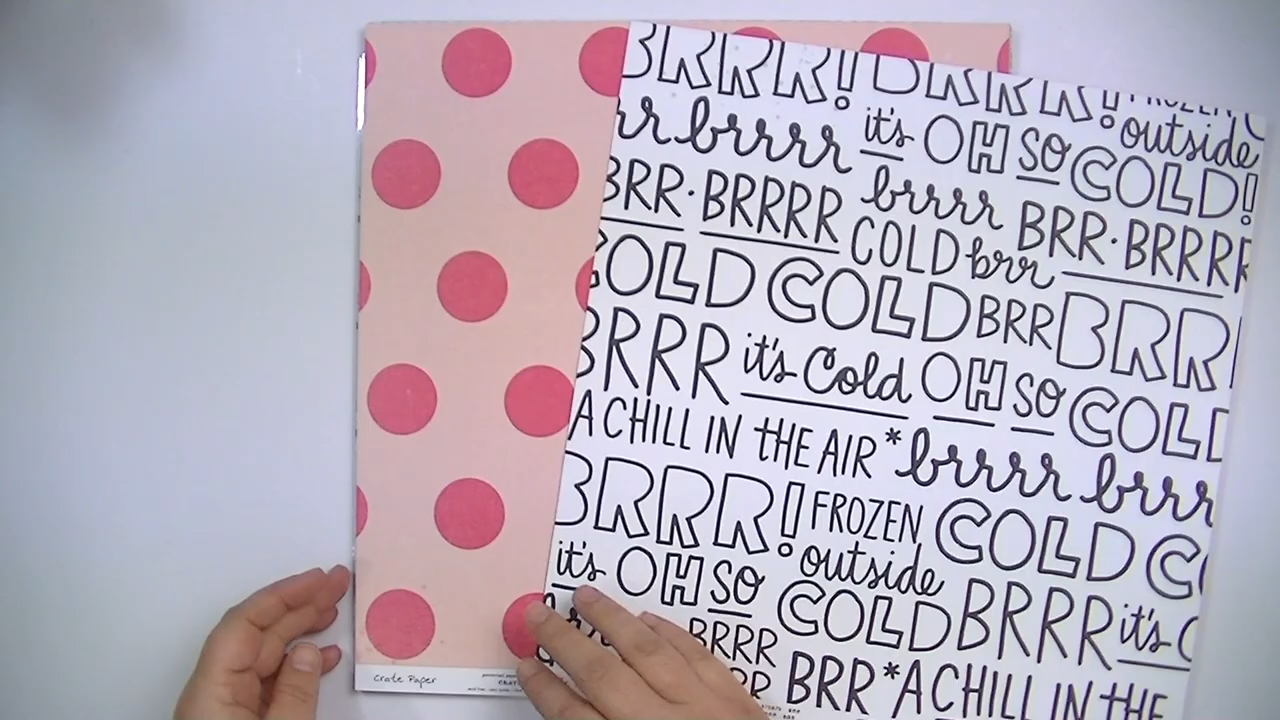 BRRR! BRRR! FROZEN
brrrr it's OH SO COLD! outside
BRR·BRRRR brrrr BRR·BRRRR
COLD COLD COLD brr BRR BRR
BRRR it's Cold OH SO COLD
A CHILL IN THE AIR * brrrr brrr
BRRR! FROZEN outside COLD
it's OH SO COLD BRRR it's
BRRR BRR*A CHILL IN THE
Crate Paper